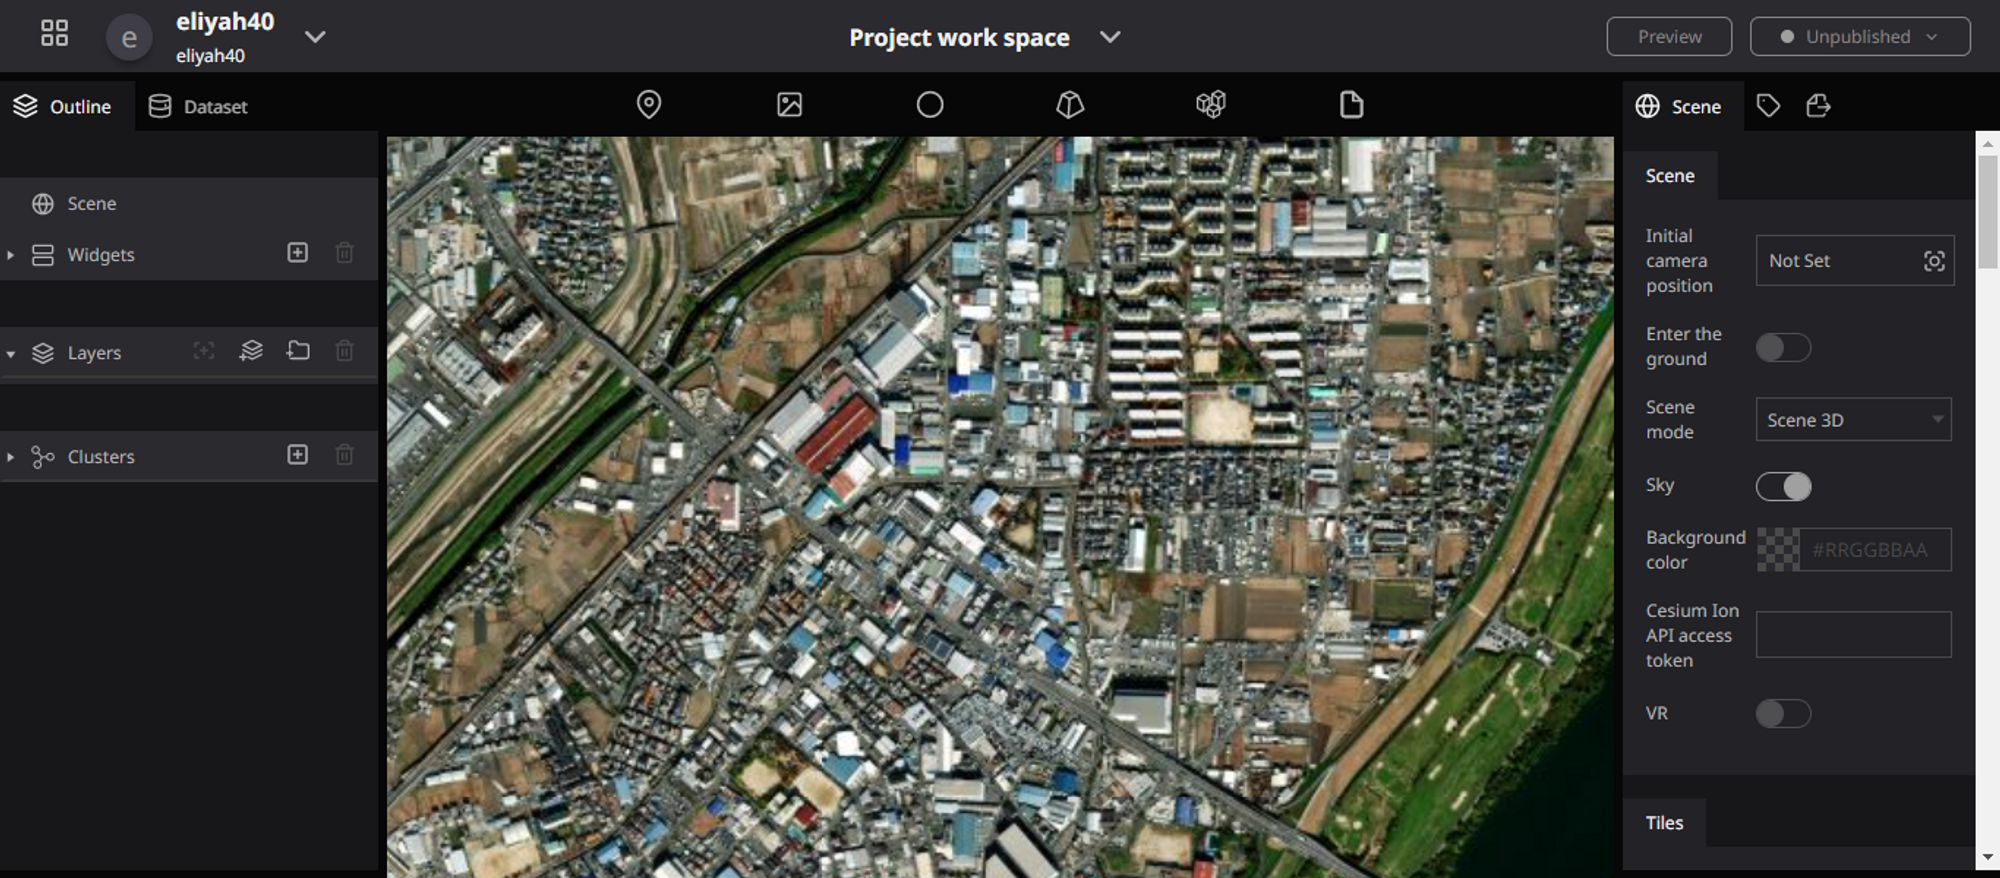 eliyah40
e
eliyah40
Project work space
Preview
Unpublished
Outline
Dataset
Scene
Scene
Widgets
Layers
Clusters
Scene
Initial
camera
position
Not Set
Enter the
ground
Scene
mode
Scene 3D
Sky
Background
color
#RRGGBBAA
Cesium Ion
API access
token
VR
Tiles